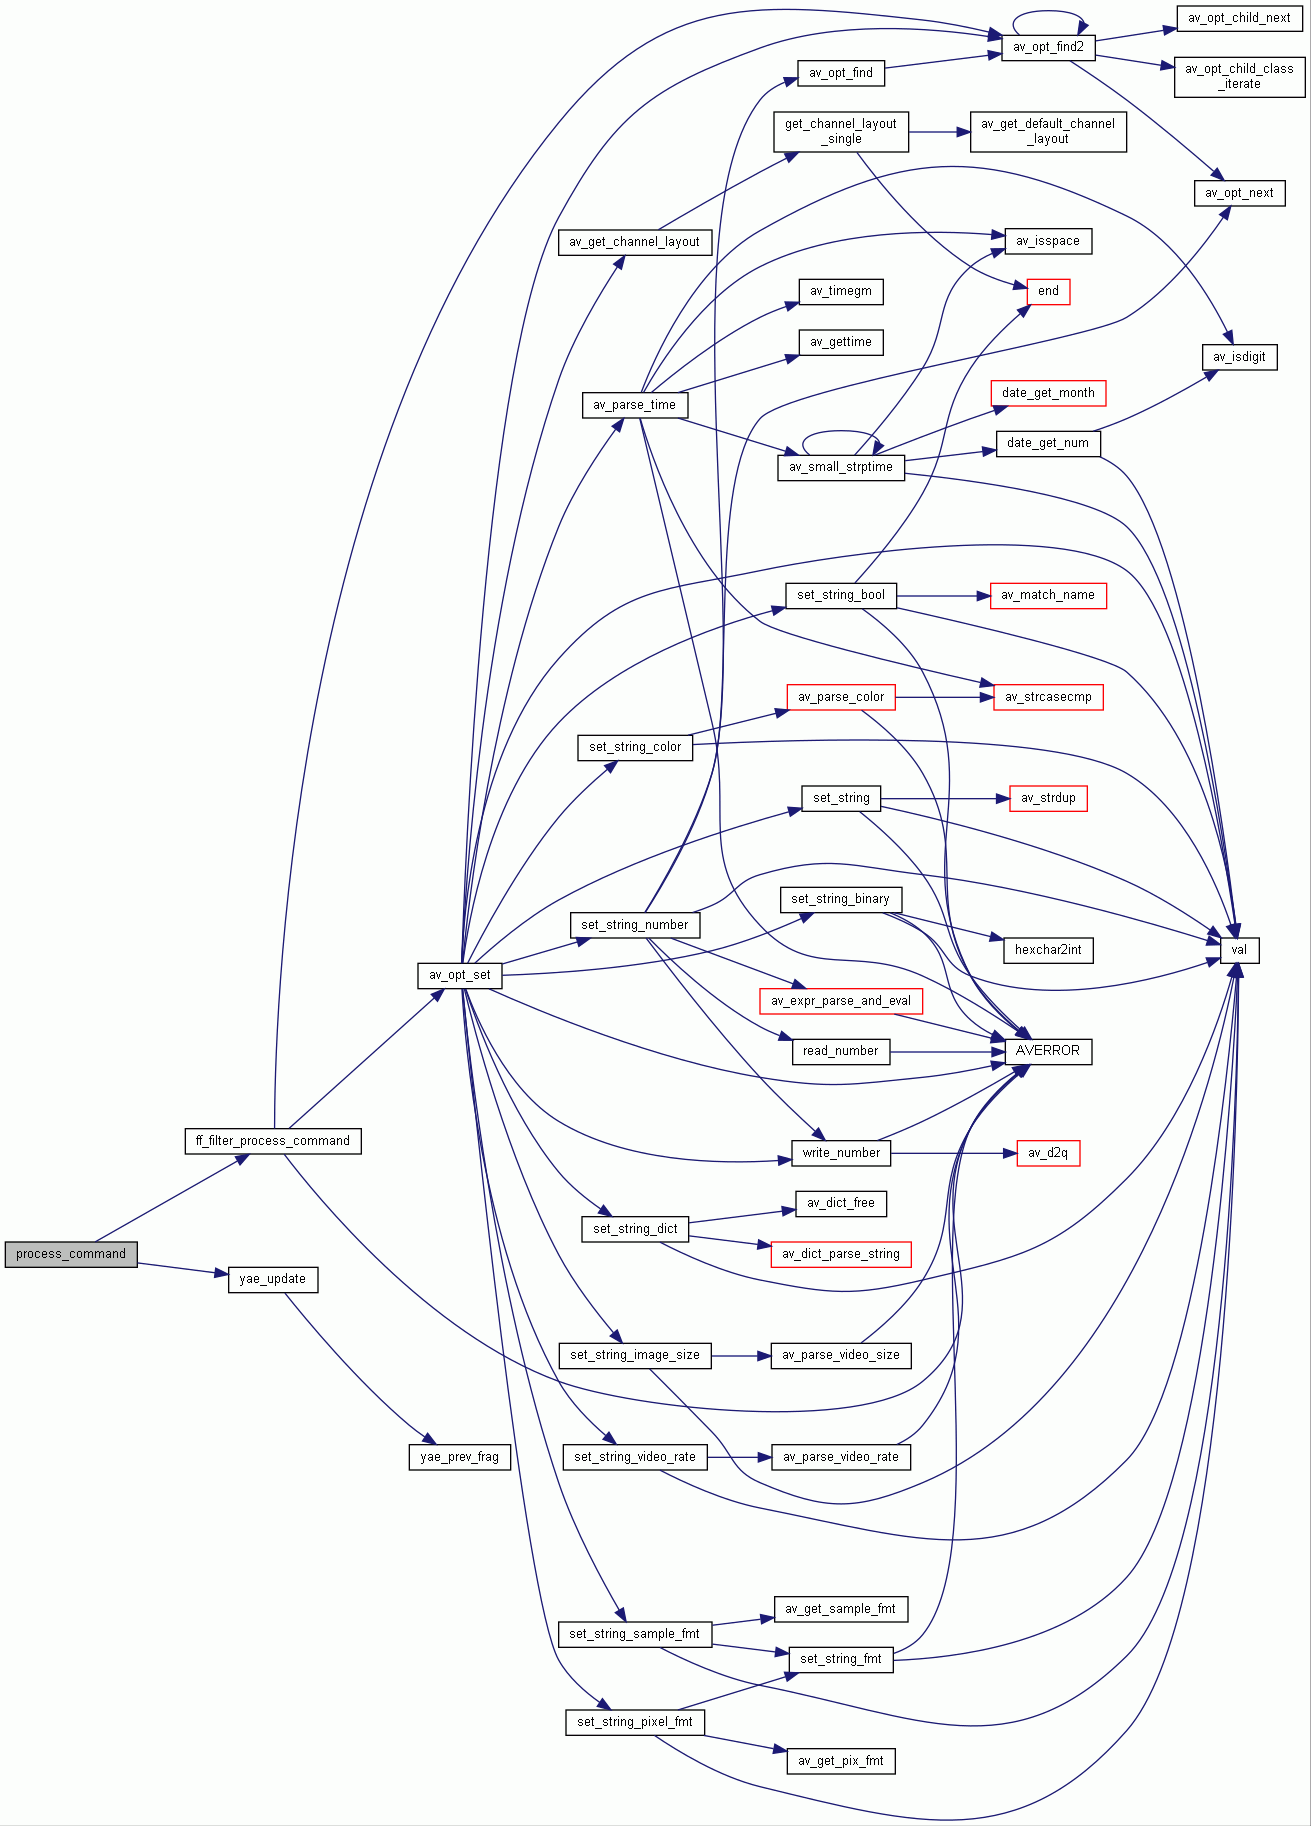 av_opt_child_next
av_opt_find2
av_opt_find
av_opt_child_class
_iterate
get_channel_layout
_single
av_get_default_channel
_layout
av_opt_next
av_get_channel_layout
av_isspace
av_timegm
end
av_gettime
av_isdigit
av_parse_time
date_get_month
date_get_num
av_small_strptime
set_string_bool
av_match_name
av_parse_color
av_strcasecmp
set_string_color
set_string
av_strdup
set_string_binary
set_string_number
hexchar2int
val
av_opt_set
av_expr_parse_and_eval
read_number
AVERROR
ff_filter_process_command
write_number
av_d2q
av_dict_free
set_string_dict
process_command
av_dict_parse_string
yae_update
set_string_image_size
av_parse_video_size
yae_prev_frag
set_string_video_rate
av_parse_video_rate
av_get_sample_fmt
set_string_sample_fmt
set_string_fmt
set_string_pixel_fmt
av_get_pix_fmt